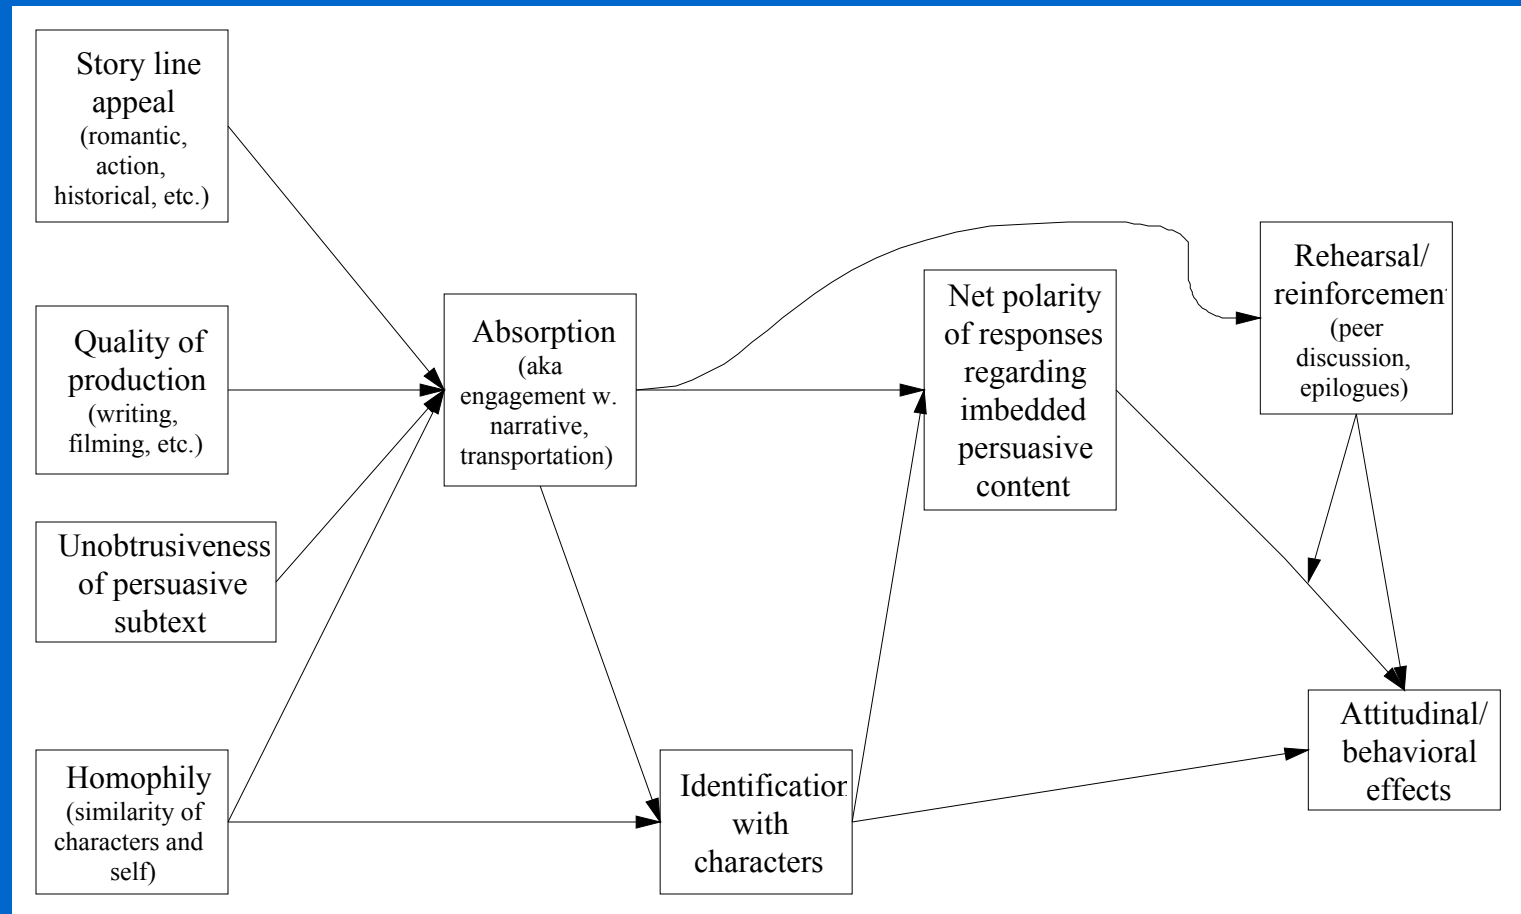 Story line
appeal
(romantic,
action,
historical, etc.)
Quality of
production
(writing,
filming, etc.)
Unobtrusiveness
of persuasive
subtext
Homophily
(similarity of
characters and
self)
Absorption
(aka
engagement w.
narrative,
transportation)
Identification
with
characters
Net polarity
of responses
regarding
imbedded
persuasive
content
Rehearsal/
reinforcemen
(peer
discussion,
epilogues)
Attitudinal/
behavioral
effects